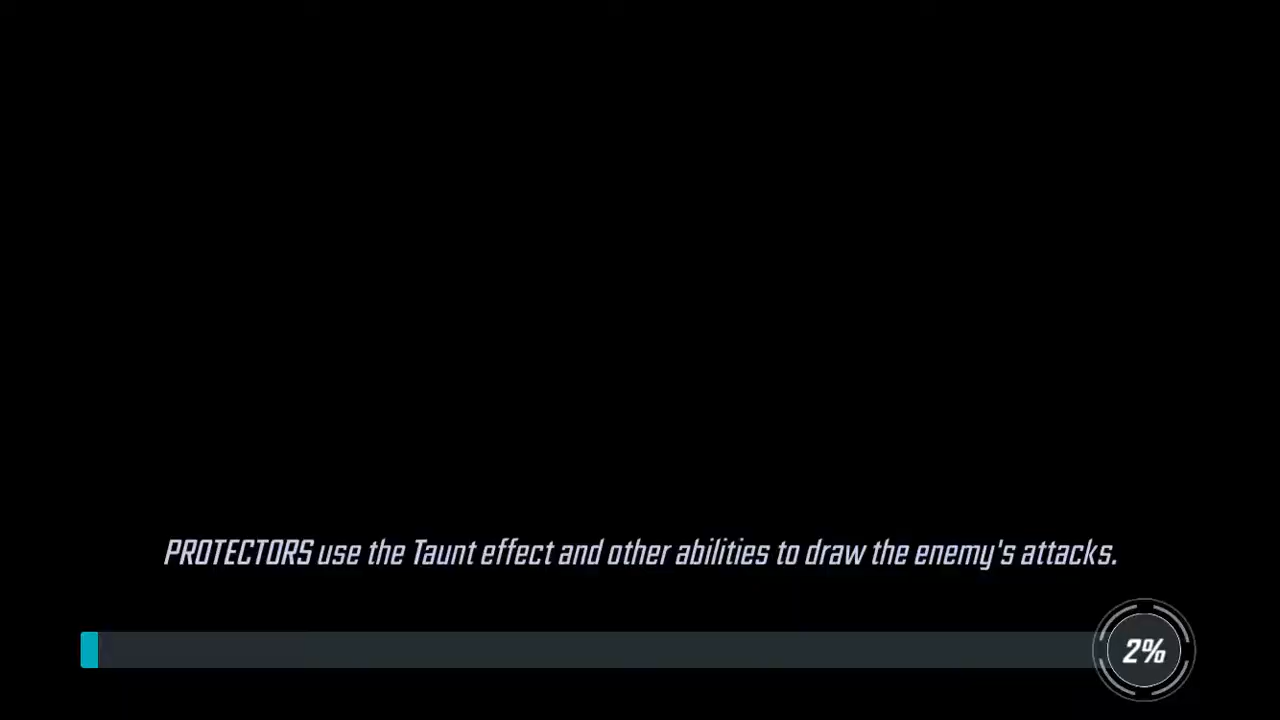 PROTECTORS use the Taunt effect and other abilities to draw the enemy's attacks.
2%